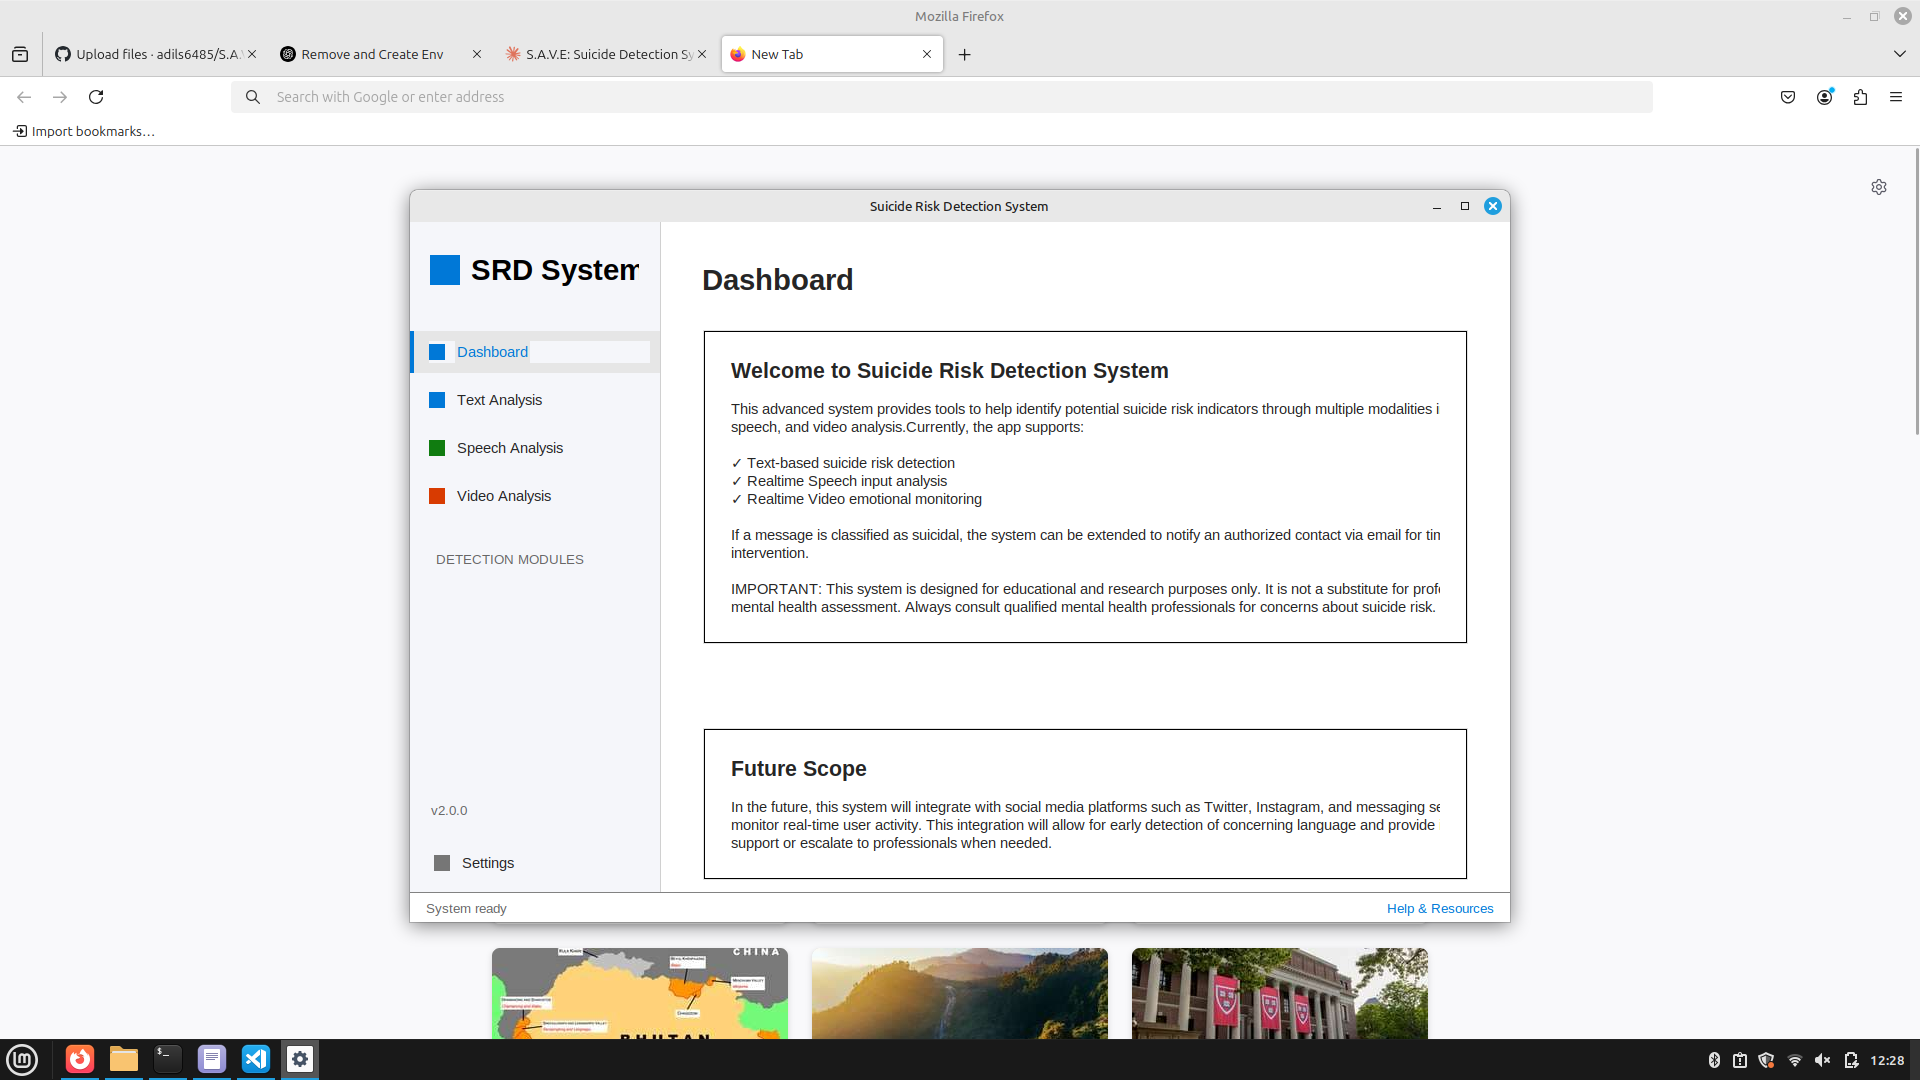 Mozilla Firefox
Upload files · adils6485/S.A.
Remove and Create Env
S.A.V.E: Suicide Detection Sy
New Tab
Search with Google or enter address
Import bookmarks…
Suicide Risk Detection System
SRD System
Dashboard
Text Analysis
Speech Analysis
Video Analysis
DETECTION MODULES
v2.0.0
Settings
Dashboard
Welcome to Suicide Risk Detection System
This advanced system provides tools to help identify potential suicide risk indicators through multiple modalities i
speech, and video analysis.Currently, the app supports:
✓ Text-based suicide risk detection
✓ Realtime Speech input analysis
✓ Realtime Video emotional monitoring
If a message is classified as suicidal, the system can be extended to notify an authorized contact via email for tim
intervention.
IMPORTANT: This system is designed for educational and research purposes only. It is not a substitute for profe
mental health assessment. Always consult qualified mental health professionals for concerns about suicide risk.
Future Scope
In the future, this system will integrate with social media platforms such as Twitter, Instagram, and messaging se
monitor real-time user activity. This integration will allow for early detection of concerning language and provide
support or escalate to professionals when needed.
System ready
Help & Resources
CHINA
BHUTAN
12:28